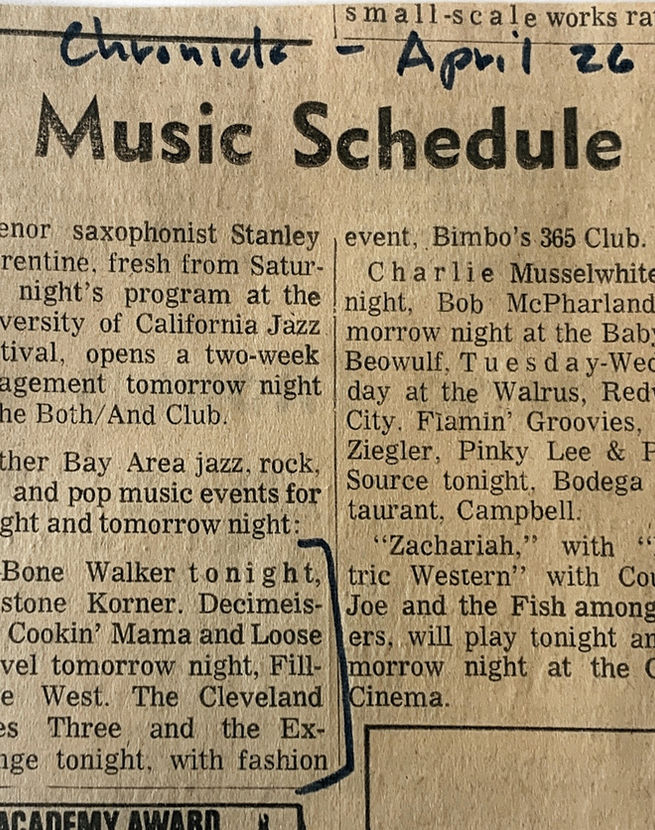 small-scale works ra
Chronicle - April 26
Music Schedule
enor saxophonist Stanley
rentine, fresh from Satur-
night's program at the
versity of California Jazz
tival, opens a two-week
agement tomorrow night
he Both/And Club.
ther Bay Area jazz, rock,
and pop music events for
ght and tomorrow night:
-Bone Walker tonight,
stone Korner. Decimeis-
Cookin' Mama and Loose
vel tomorrow night, Fill-
e West. The Cleveland
es Three and the Ex-
nge tonight, with fashion
ACADEMY AWARD
event, Bimbo's 365 Club.
Charlie Musselwhite
night, Bob McPharland
morrow night at the Baby
Beowulf, Tuesday-Wed
day at the Walrus, Redw
City. Flamin' Groovies,
Ziegler, Pinky Lee & F
Source tonight, Bodega
taurant, Campbell.
"Zachariah," with "
tric Western" with Cou
Joe and the Fish among
ers, will play tonight an
morrow night at the C
Cinema.